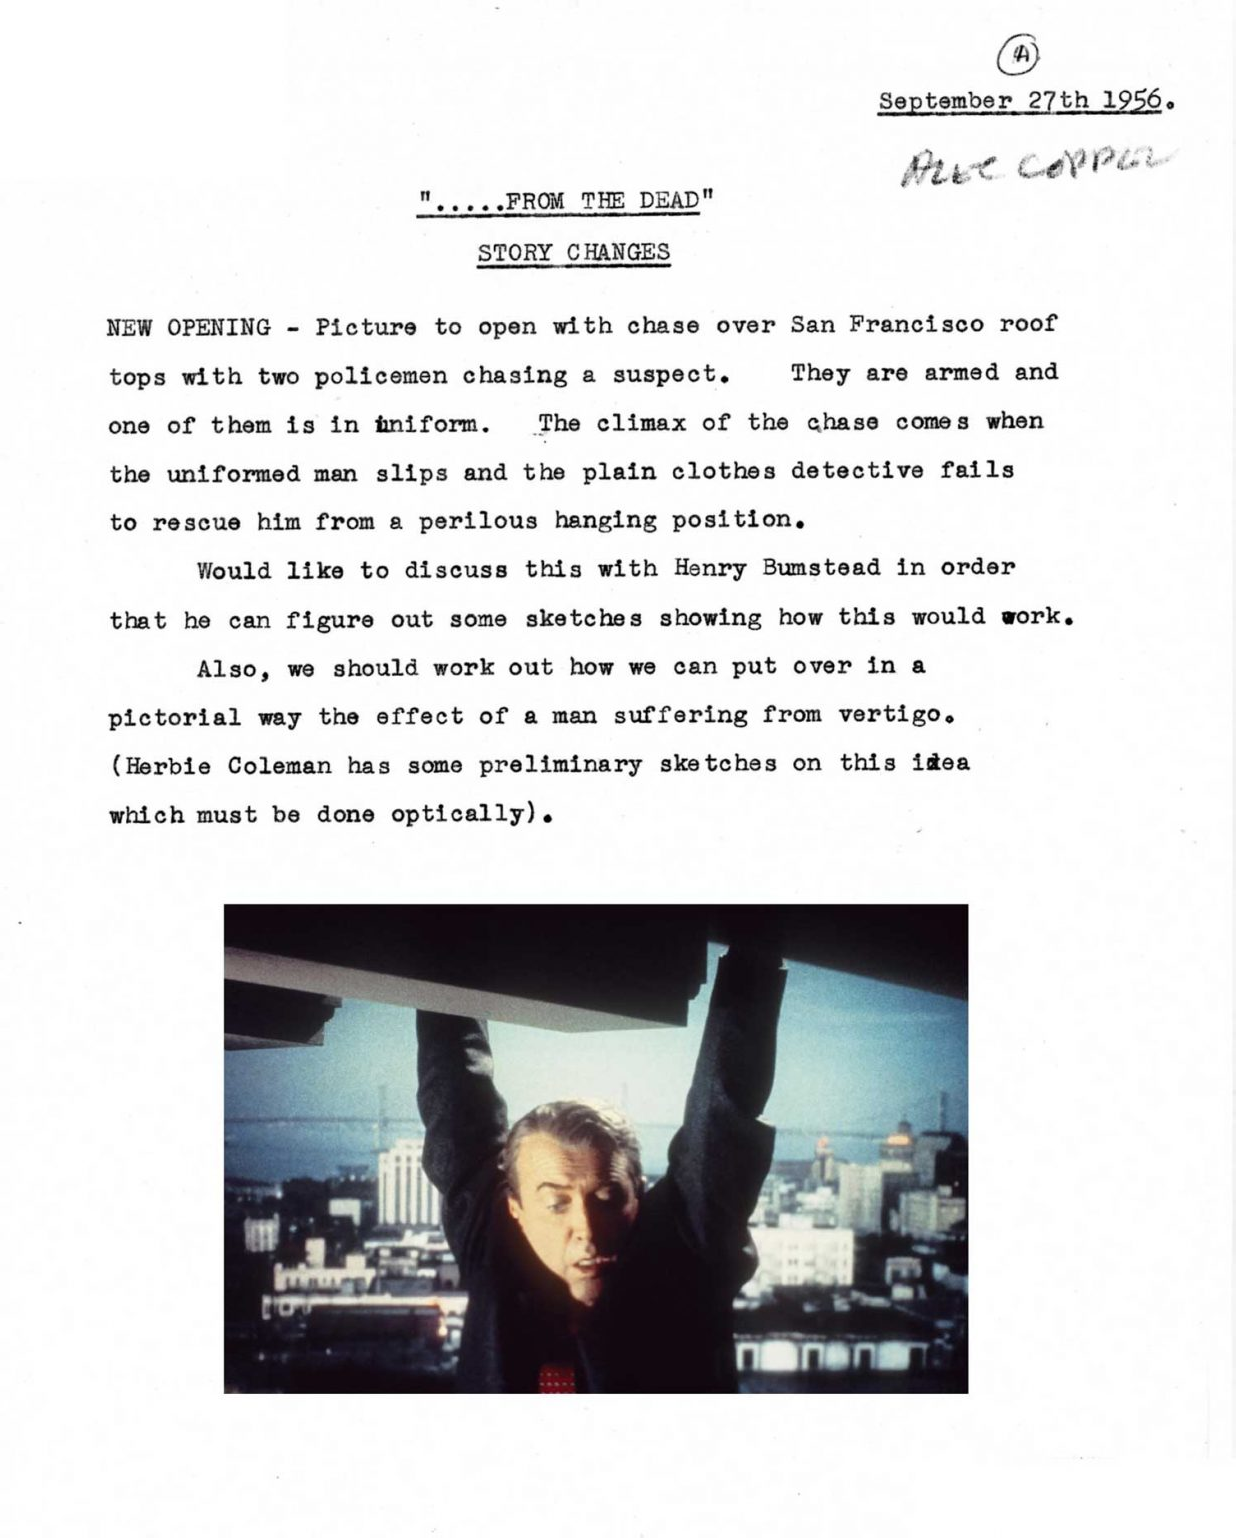 A
September 27th 1956.
ALEC COPPEL
".....FROM THE DEAD"
STORY CHANGES
NEW OPENING - Picture to open with chase over San Francisco roof
tops with two policemen chasing a suspect. They are armed and
one of them is in uniform. The climax of the chase comes when
the uniformed man slips and the plain clothes detective fails
to rescue him from a perilous hanging position.
Would like to discuss this with Henry Bumstead in order
that he can figure out some sketches showing how this would work.
Also, we should work out how we can put over in a
pictorial way the effect of a man suffering from vertigo.
(Herbie Coleman has some preliminary sketches on this idea
which must be done optically).